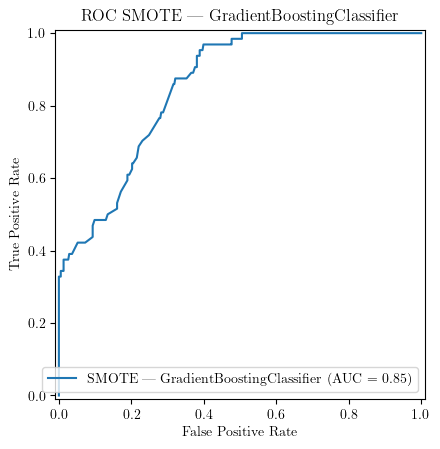 ROC SMOTE — GradientBoostingClassifier
1.0
0.8
0.6
0.4
0.2
0.0
True Positive Rate
SMOTE — GradientBoostingClassifier (AUC = 0.85)
0.0 0.2 0.4 0.6 0.8 1.0
False Positive Rate